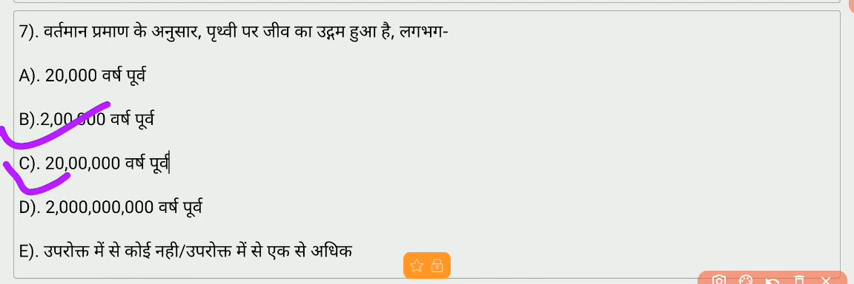 7). वर्तमान प्रमाण के अनुसार, पृथ्वी पर जीव का उद्गम हुआ है, लगभग-
A). 20,000 वर्ष पूर्व
B).2,00,000 वर्ष पूर्व
C). 20,00,000 वर्ष पूर्व
D). 2,000,000,000 वर्ष पूर्व
E). उपरोक्त में से कोई नही/उपरोक्त में से एक से अधिक